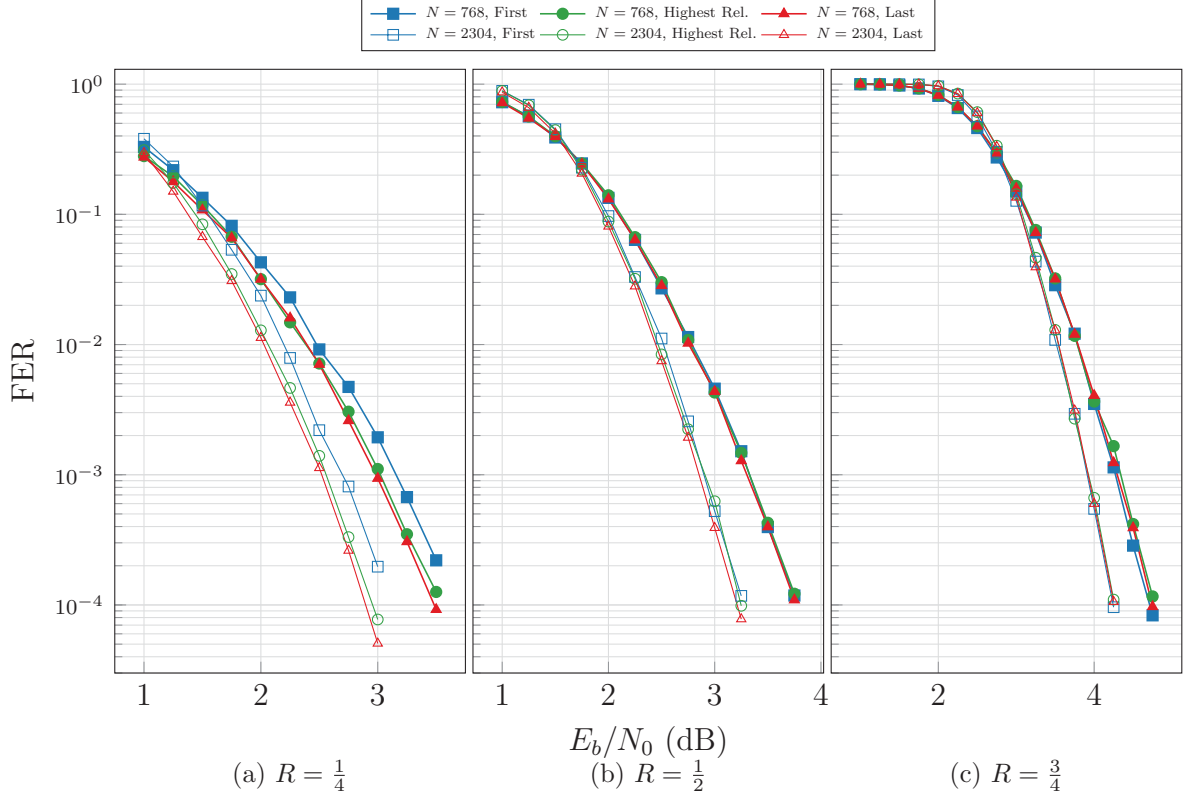 N = 768, First N = 768, Highest Rel. N = 768, Last
N = 2304, First N = 2304, Highest Rel. N = 2304, Last
FER
10^0
10^−1
10^−2
10^−3
10^−4
1 2 3
1 2 3 4
2 4
E_b/N_0 (dB)
(a) R = 1/4
(b) R = 1/2
(c) R = 3/4